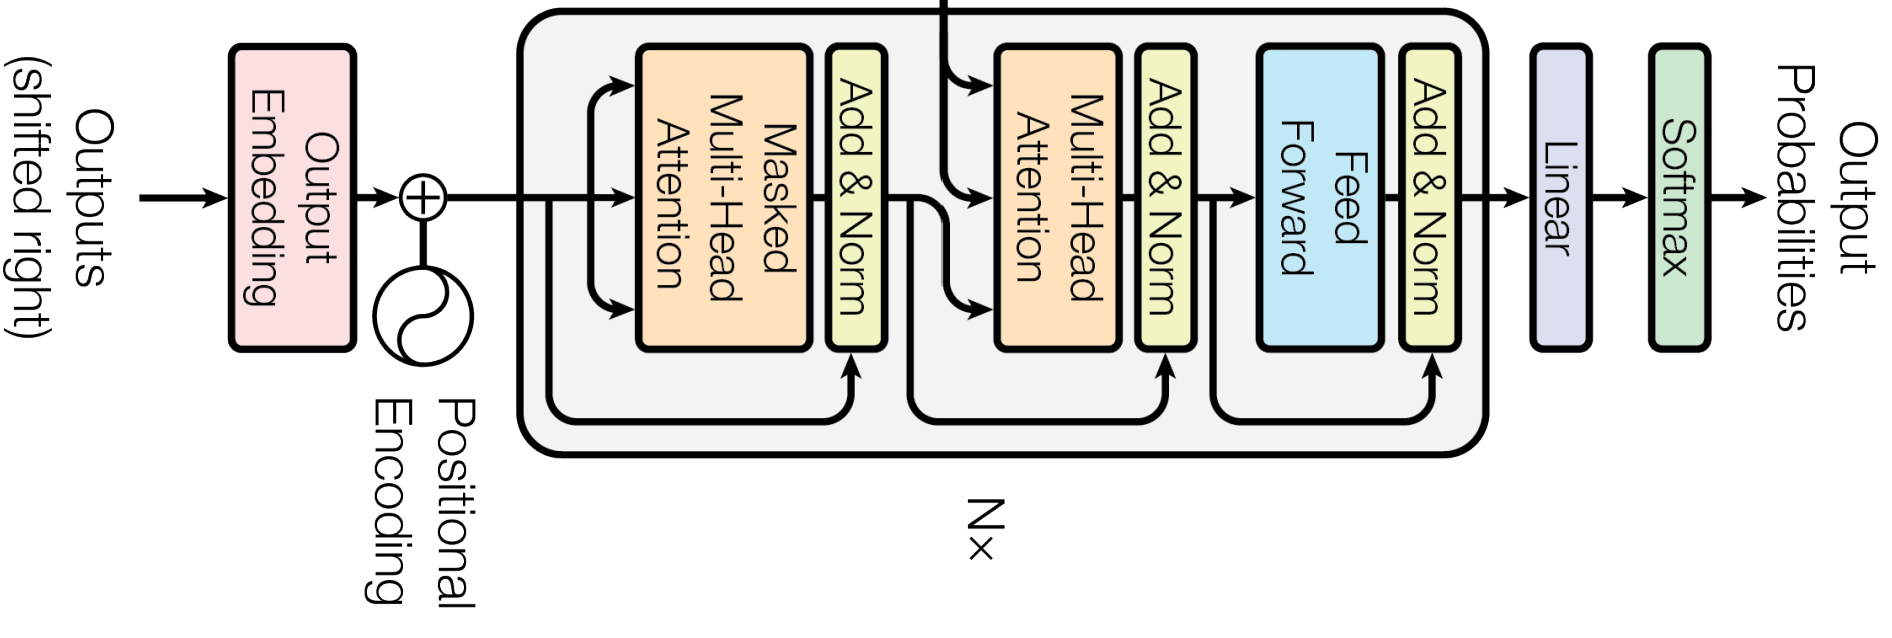 Outputs
(shifted right)
Output
Embedding
Positional
Encoding
Masked
Multi-Head
Attention
Add & Norm
Multi-Head
Attention
Add & Norm
Feed
Forward
Add & Norm
N×
Linear
Softmax
Output
Probabilities